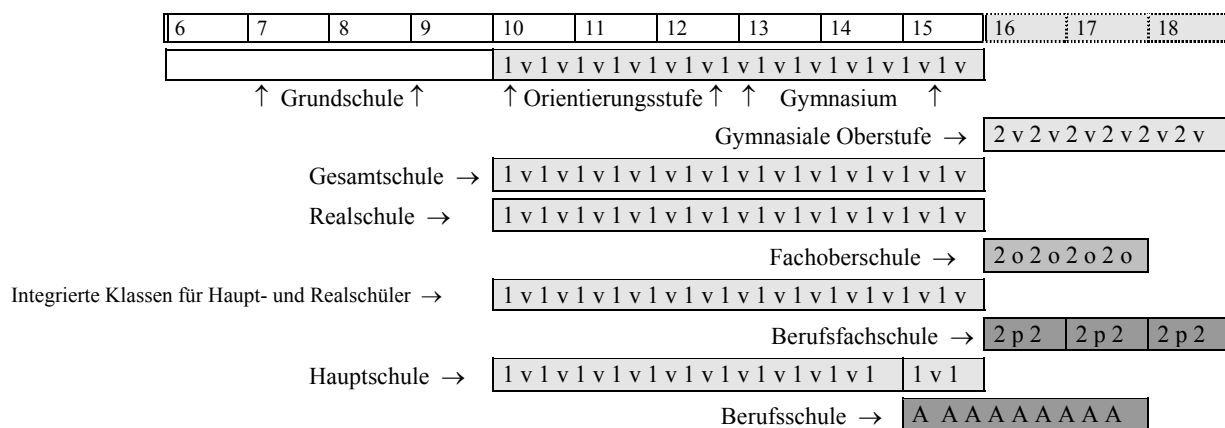 6 7 8 9 10 11 12 13 14 15 16 17 18
1 v 1 v 1 v 1 v 1 v 1 v 1 v 1 v 1 v 1 v 1 v 1 v
↑ Grundschule ↑ ↑ Orientierungsstufe ↑ ↑ Gymnasium ↑
Gymnasiale Oberstufe → 2 v 2 v 2 v 2 v 2 v 2 v
Gesamtschule → 1 v 1 v 1 v 1 v 1 v 1 v 1 v 1 v 1 v 1 v 1 v 1 v
Realschule → 1 v 1 v 1 v 1 v 1 v 1 v 1 v 1 v 1 v 1 v 1 v 1 v
Fachoberschule → 2 o 2 o 2 o 2 o
Integrierte Klassen für Haupt- und Realschüler → 1 v 1 v 1 v 1 v 1 v 1 v 1 v 1 v 1 v 1 v 1 v 1 v
Berufsfachschule → 2 p 2 2 p 2 2 p 2
Hauptschule → 1 v 1 v 1 v 1 v 1 v 1 v 1 v 1 v 1 v 1 1 v 1
Berufsschule → A A A A A A A A A